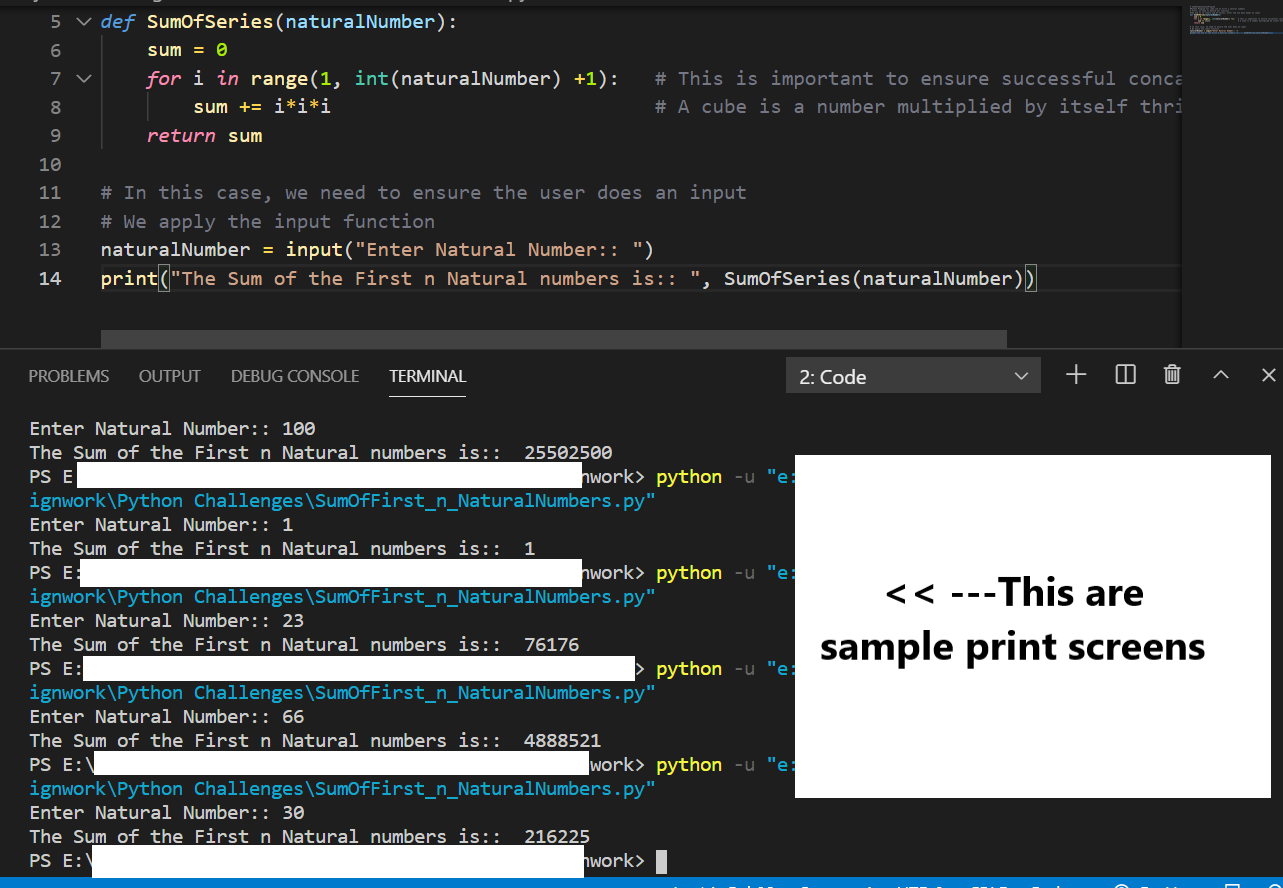 5 def SumOfSeries(naturalNumber):
6 sum = 0
7 for i in range(1, int(naturalNumber) +1): # This is important to ensure successful
8 sum += i*i*i # A cube is a number multiplied by itself
9 return sum
10
11 # In this case, we need to ensure the user does an input
12 # We apply the input function
13 naturalNumber = input("Enter Natural Number:: ")
14 print("The Sum of the First n Natural numbers is:: ", SumOfSeries(naturalNumber))
PROBLEMS OUTPUT DEBUG CONSOLE TERMINAL 2: Code
Enter Natural Number:: 100
The Sum of the First n Natural numbers is:: 25502500
PS E nwork> python -u "e:
ignwork\Python Challenges\SumOfFirst_n_NaturalNumbers.py"
Enter Natural Number:: 1
The Sum of the First n Natural numbers is:: 1
PS E: nwork> python -u "e:
ignwork\Python Challenges\SumOfFirst_n_NaturalNumbers.py"
Enter Natural Number:: 23
The Sum of the First n Natural numbers is:: 76176
PS E: > python -u "e:
ignwork\Python Challenges\SumOfFirst_n_NaturalNumbers.py"
Enter Natural Number:: 66
The Sum of the First n Natural numbers is:: 4888521
PS E:\ work> python -u "e:
ignwork\Python Challenges\SumOfFirst_n_NaturalNumbers.py"
Enter Natural Number:: 30
The Sum of the First n Natural numbers is:: 216225
PS E:\ nwork>
<< ---This are
sample print screens